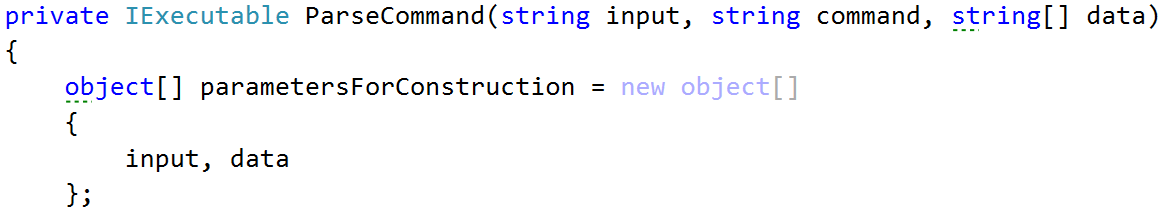 private IExecutable ParseCommand(string input, string command, string[] data)
{
    object[] parametersForConstruction = new object[]
    {
        input, data
    };